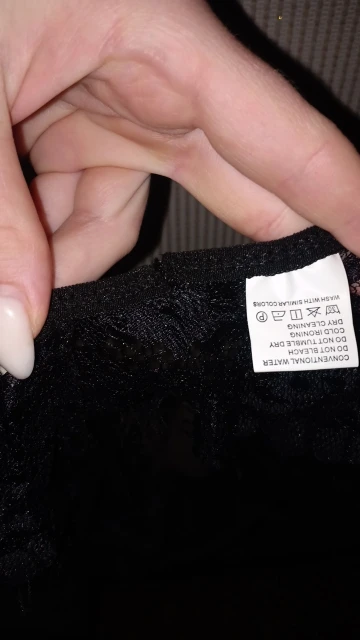 CONVENTIONAL WATER
DO NOT BLEACH
DO NOT TUMBLE DRY
COLD IRONING
DRY CLEANING
P
WASH WITH SIMILAR COLORS